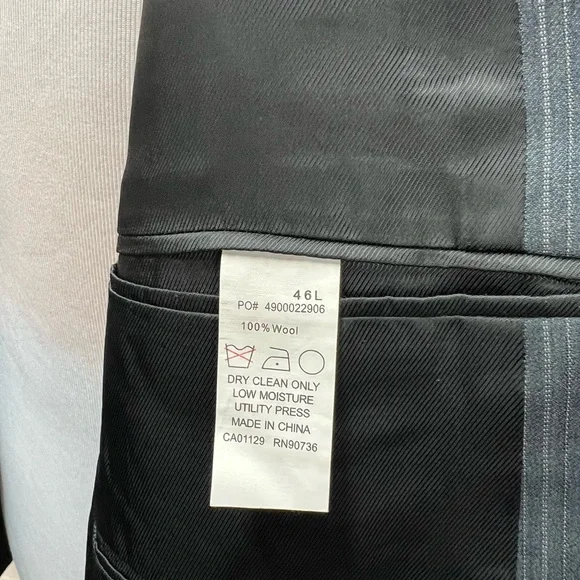 46L
PO# 4900022906
100% Wool
DRY CLEAN ONLY
LOW MOISTURE
UTILITY PRESS
MADE IN CHINA
CA01129 RN90736